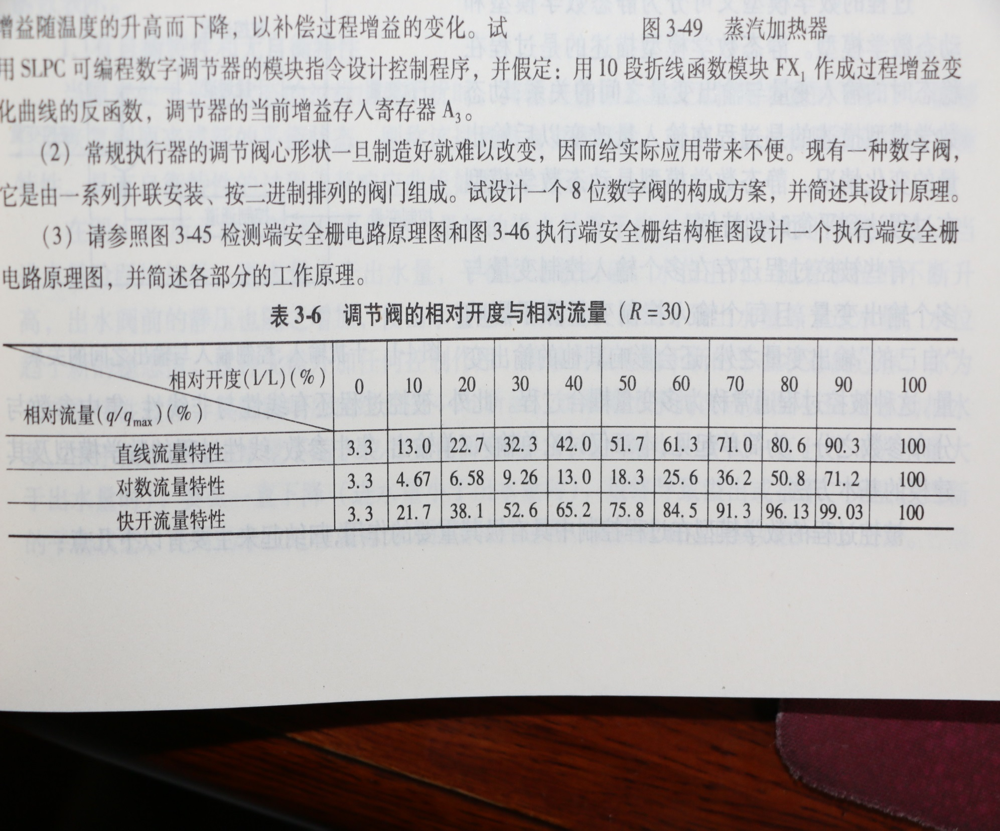 增益随温度的升高而下降，以补偿过程增益的变化。试
图3-49 蒸汽加热器
用 SLPC 可编程数字调节器的模块指令设计控制程序，并假定：用10段折线函数模块 FX₁ 作成过程增益变
化曲线的反函数，调节器的当前增益存入寄存器 A₃。
（2）常规执行器的调节阀心形状一旦制造好就难以改变，因而给实际应用带来不便。现有一种数字阀，
它是由一系列并联安装、按二进制排列的阀门组成。试设计一个8位数字阀的构成方案，并简述其设计原理。
（3）请参照图3-45 检测端安全栅电路原理图和图3-46 执行端安全栅结构框图设计一个执行端安全栅
电路原理图，并简述各部分的工作原理。
表3-6 调节阀的相对开度与相对流量（R=30）
相对开度(l/L)(%) 0 10 20 30 40 50 60 70 80 90 100
相对流量(q/qmax)(%)
直线流量特性 3.3 13.0 22.7 32.3 42.0 51.7 61.3 71.0 80.6 90.3 100
对数流量特性 3.3 4.67 6.58 9.26 13.0 18.3 25.6 36.2 50.8 71.2 100
快开流量特性 3.3 21.7 38.1 52.6 65.2 75.8 84.5 91.3 96.13 99.03 100